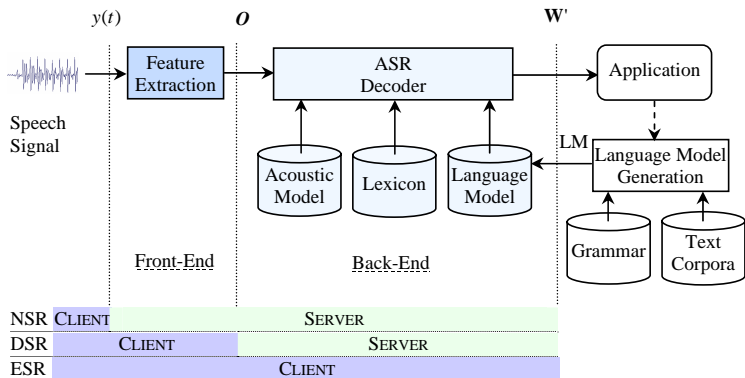 y(t) O W'
Feature
Extraction
ASR
Decoder
Application
Speech
Signal
LM
Acoustic
Model
Lexicon
Language
Model
Language Model
Generation
Grammar
Text
Corpora
Front-End
Back-End
NSR CLIENT SERVER
DSR CLIENT SERVER
ESR CLIENT